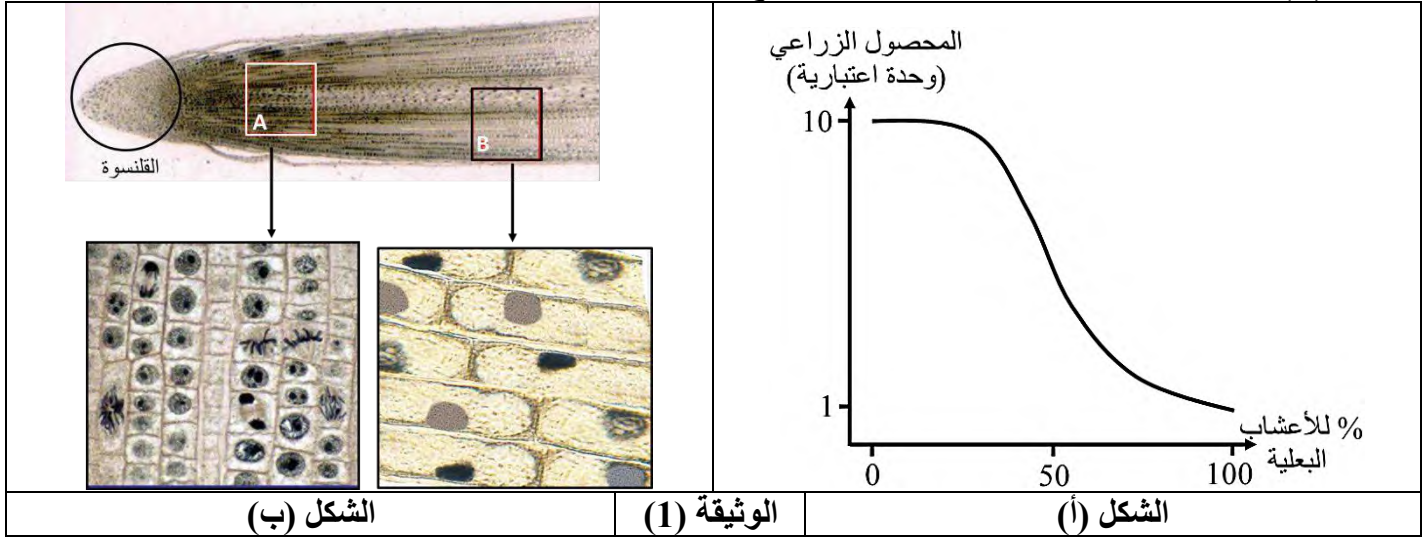 المحصول الزراعي
(وحدة اعتبارية)
10
1
0
50
100
% للأعشاب
البعلية
A
B
القلنسوة
الشكل (أ)
الوثيقة (1)
الشكل (ب)